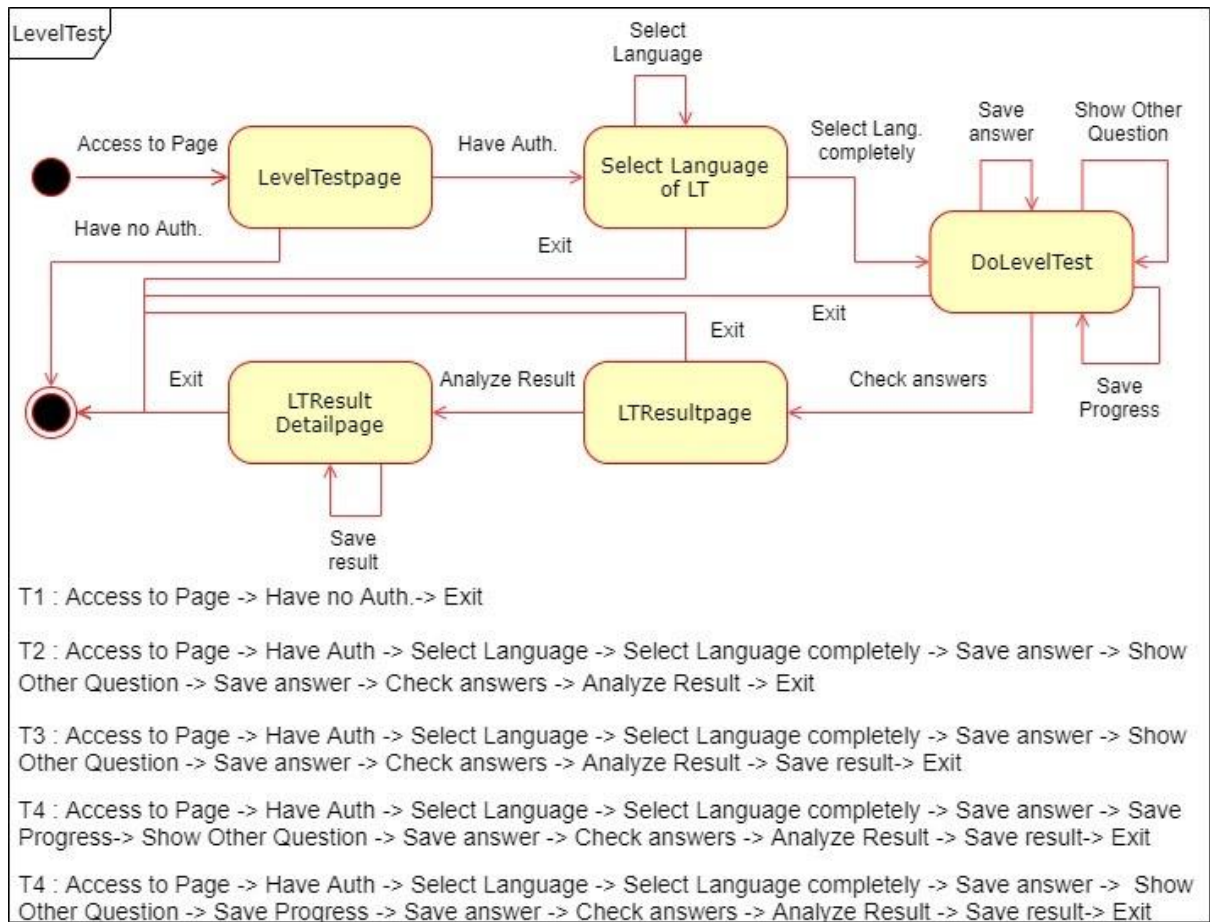 LevelTest
Select
Language
Access to Page
Have Auth.
Select Lang.
completely
Save
answer
Show Other
Question
LevelTestpage
Select Language
of LT
Have no Auth.
Exit
DoLevelTest
Exit
Exit
Exit
Analyze Result
Check answers
Save
Progress
LTResult
Detailpage
LTResultpage
Save
result
T1 : Access to Page -> Have no Auth.-> Exit
T2 : Access to Page -> Have Auth -> Select Language -> Select Language completely -> Save answer -> Show
Other Question -> Save answer -> Check answers -> Analyze Result -> Exit
T3 : Access to Page -> Have Auth -> Select Language -> Select Language completely -> Save answer -> Show
Other Question -> Save answer -> Check answers -> Analyze Result -> Save result-> Exit
T4 : Access to Page -> Have Auth -> Select Language -> Select Language completely -> Save answer -> Save
Progress-> Show Other Question -> Save answer -> Check answers -> Analyze Result -> Save result-> Exit
T4 : Access to Page -> Have Auth -> Select Language -> Select Language completely -> Save answer -> Show
Other Question -> Save Progress -> Save answer -> Check answers -> Analyze Result -> Save result-> Exit